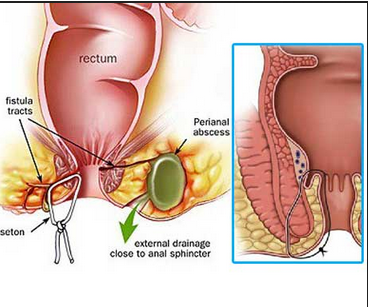 rectum
fistula
tracts
Perianal
abscess
seton
external drainage
close to anal sphincter